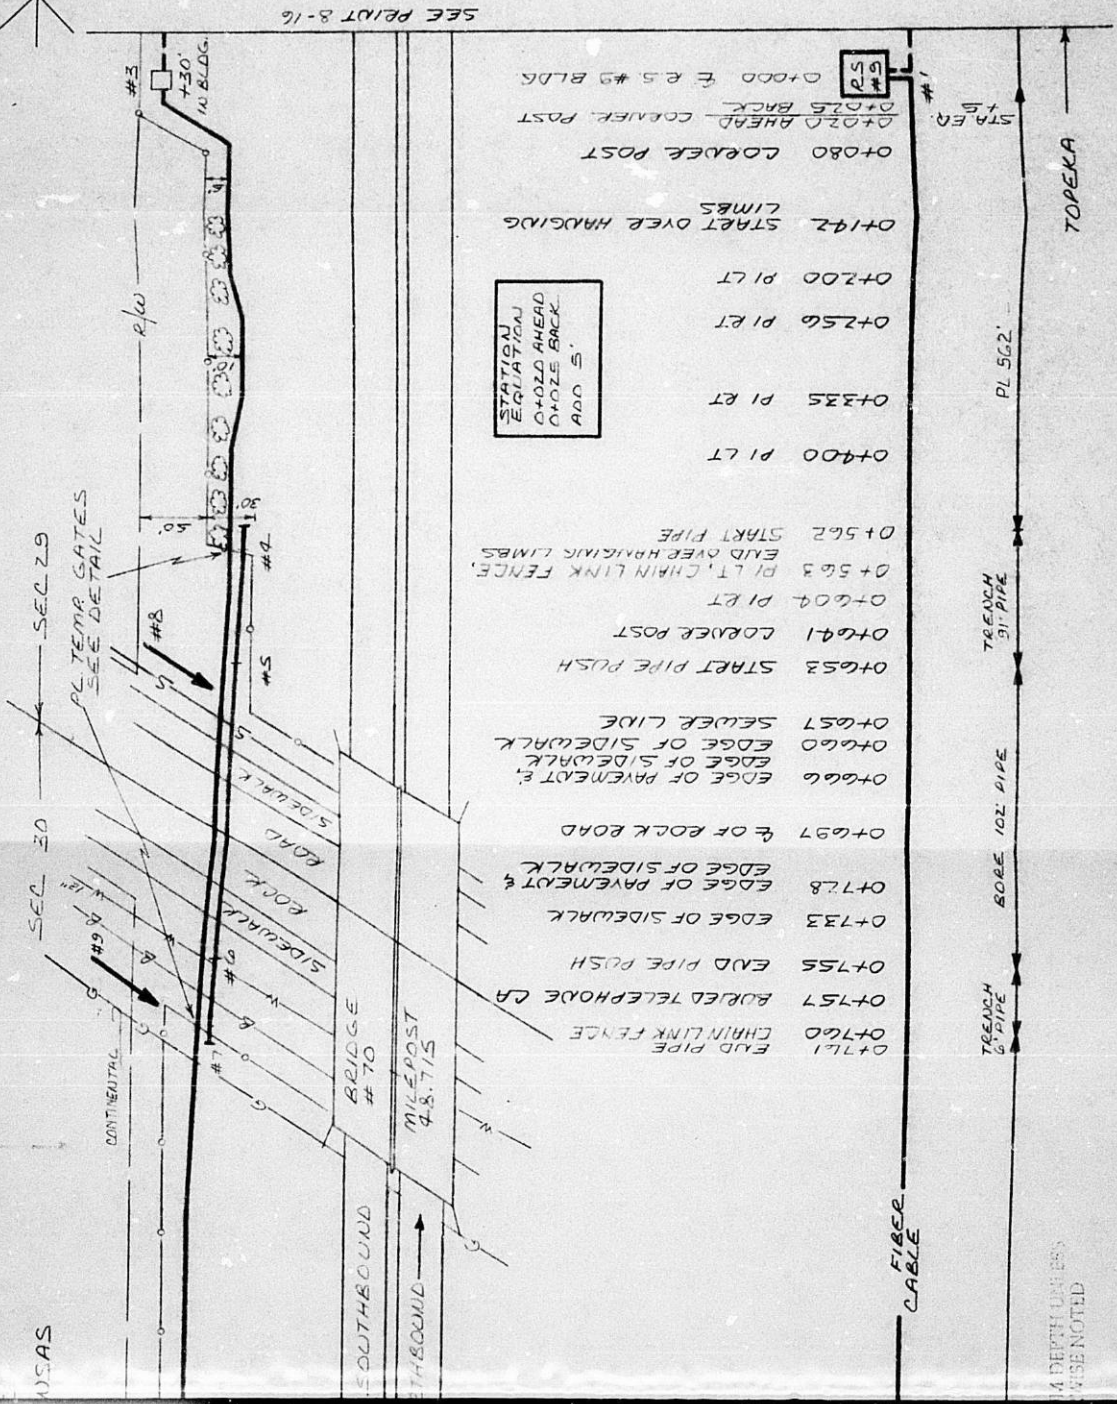 SEE PRINT 8-16
#3
+30'
IN BLDG.
R/W
50'
30'
#4
SEC 29
SEC 30
PL TEMP. GATES
SEE DETAIL
#8
#5
S
S
SIDEWALK
ROAD
ROCK
SIDEWALK
W 12"
B
B
B
W
#9
#6
#7
G
G
G
G
W
CONTINENTAL
BRIDGE
#70
MILEPOST
48.715
SOUTHBOUND
THBOUND
NSAS
STATION
EQUATION
0+020 AHEAD
0+025 BACK
ADD 5'
R.S
#9
#1
0+000 ℄ R.S. #9 BLDG
0+025 BACK
0+020 AHEAD CORNER POST
0+080 CORNER POST
0+142 START OVER HANGING
LIMBS
0+200 PI LT
0+256 PI RT
0+335 PI RT
0+400 PI LT
0+562 START PIPE
END OVER HANGING LIMBS
0+563 PI LT, CHAIN LINK FENCE,
0+604 PI RT
0+641 CORNER POST
0+653 START PIPE PUSH
0+657 SEWER LINE
0+660 EDGE OF SIDEWALK
EDGE OF SIDEWALK
0+666 EDGE OF PAVEMENT &
0+697 ℄ OF ROCK ROAD
EDGE OF SIDEWALK
0+728 EDGE OF PAVEMENT &
0+733 EDGE OF SIDEWALK
0+755 END PIPE PUSH
0+757 BURIED TELEPHONE CA
0+760 CHAIN LINK FENCE
0+761 END PIPE
STA. EQ.
+5
TOPEKA
PL 562'
TRENCH
91' PIPE
BORE 102' PIPE
TRENCH
6' PIPE
FIBER
CABLE
M DEPTH UNLESS
WISE NOTED